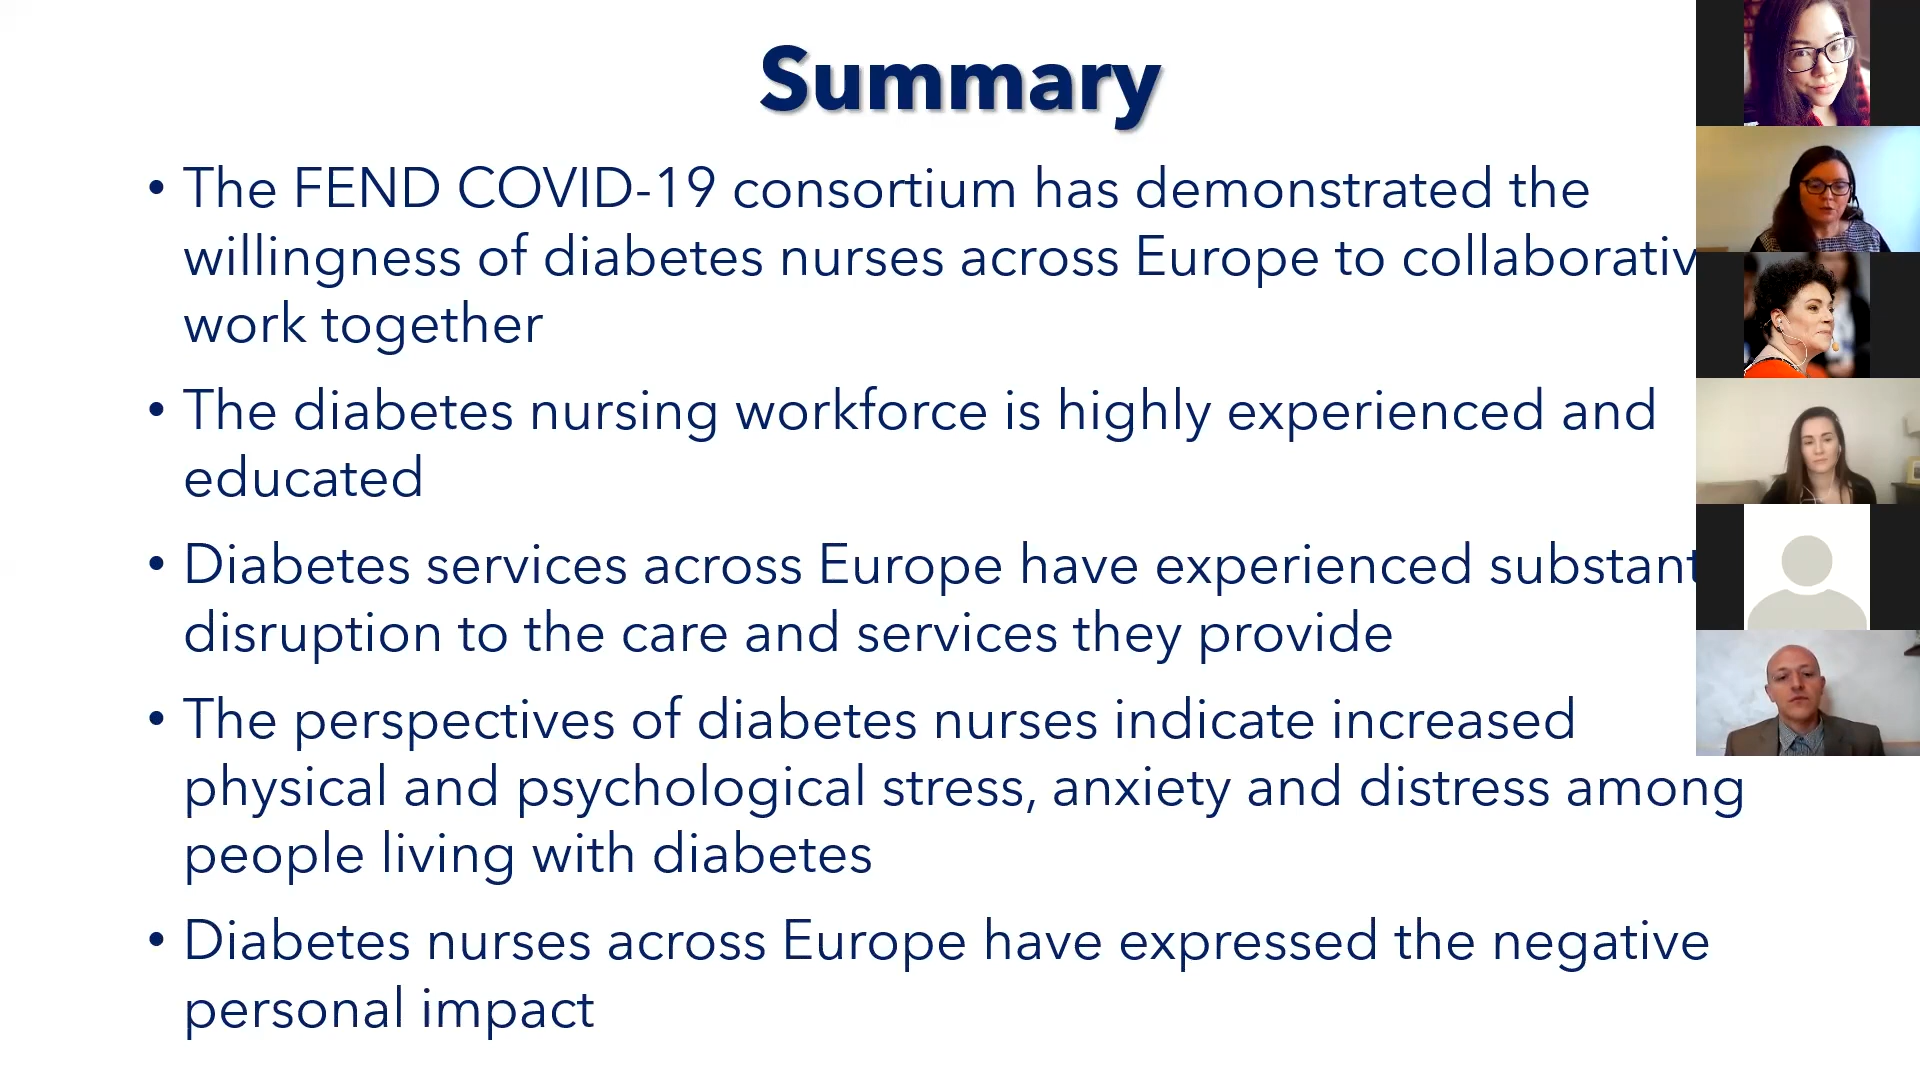 Summary
• The FEND COVID-19 consortium has demonstrated the
willingness of diabetes nurses across Europe to
work together
• The diabetes nursing workforce is highly experienced and
educated
• Diabetes services across Europe have experienced
disruption to the care and services they provide
• The perspectives of diabetes nurses indicate increased
physical and psychological stress, anxiety and distress among
people living with diabetes
• Diabetes nurses across Europe have expressed the negative
personal impact